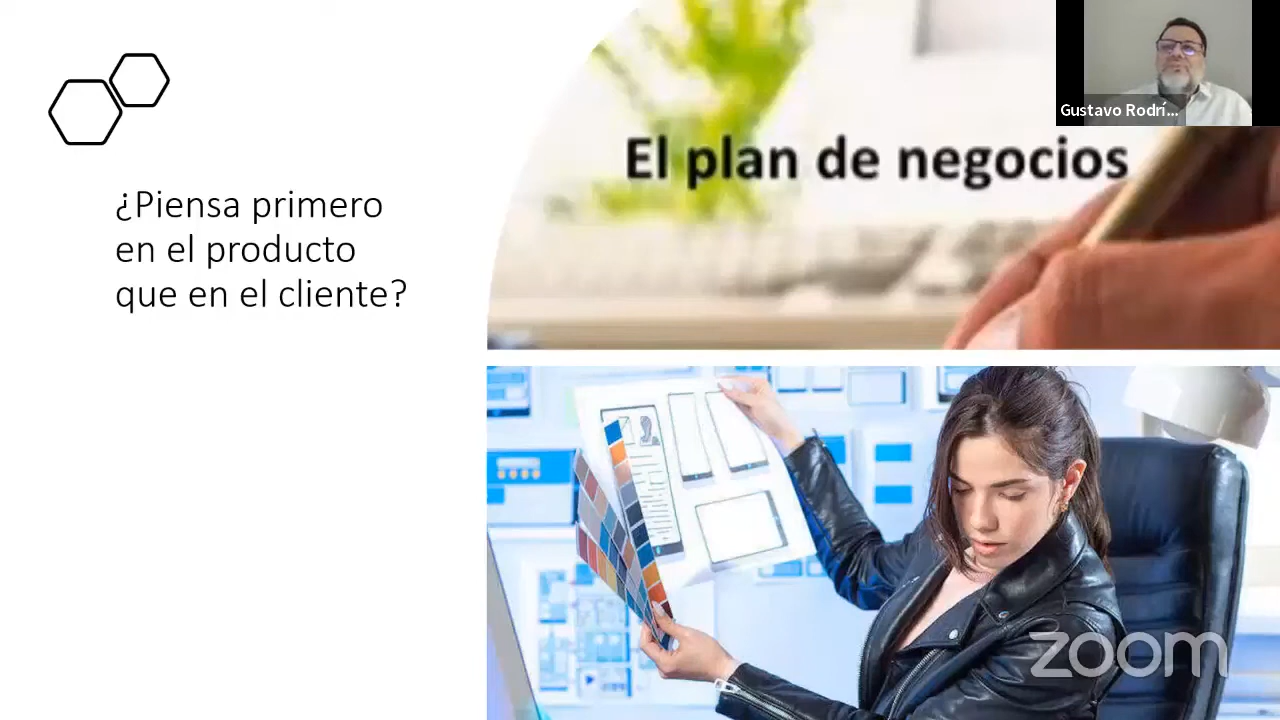 ¿Piensa primero
en el producto
que en el cliente?
El plan de negocios
Gustavo Rodrí...
zoom